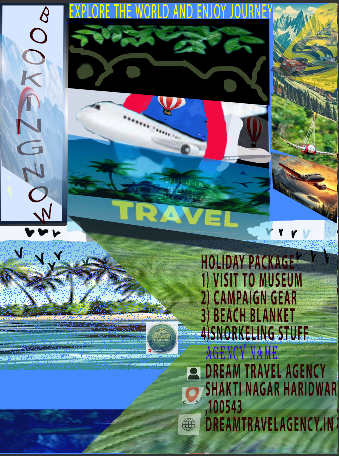 EXPLORE THE WORLD AND ENJOY JOURNEY
BOOKINGNOW
TRAVEL
HOLIDAY PACKAGE
1) VISIT TO MUSEUM
2) CAMPAIGN GEAR
3) BEACH BLANKET
4)SNORKELING STUFF
AGENCY NAME
DREAM TRAVEL AGENCY
SHAKTI NAGAR HARIDWAR
,100543
DREAMTRAVELAGENCY.IN